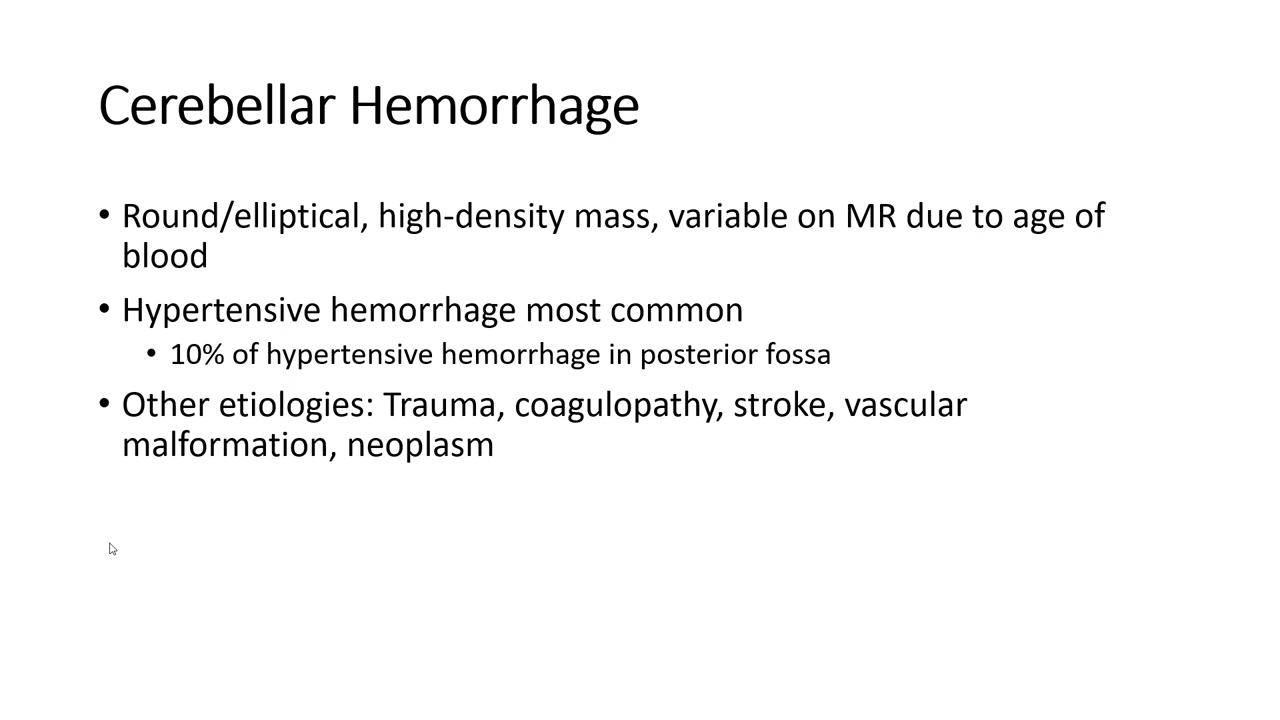 Cerebellar Hemorrhage
• Round/elliptical, high-density mass, variable on MR due to age of
blood
• Hypertensive hemorrhage most common
• 10% of hypertensive hemorrhage in posterior fossa
• Other etiologies: Trauma, coagulopathy, stroke, vascular
malformation, neoplasm